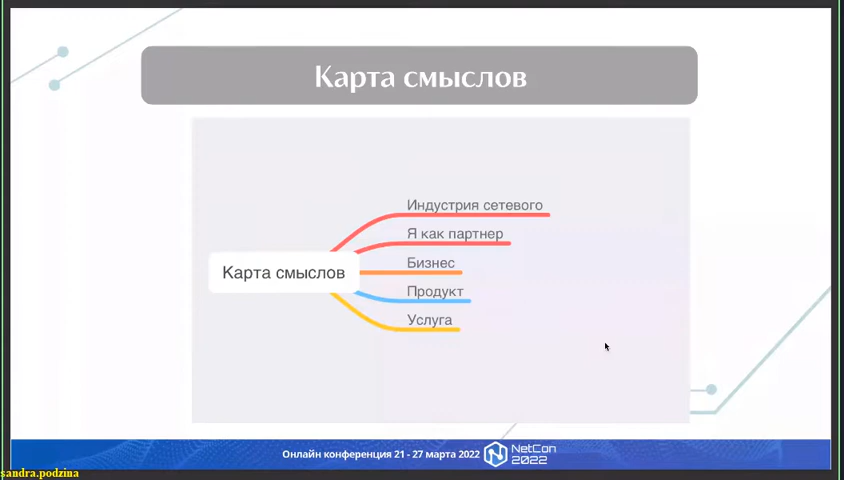 Карта смыслов
Индустрия сетевого
Я как партнер
Бизнес
Карта смыслов
Продукт
Услуга
Онлайн конференция 21 - 27 марта 2022
NetCon
2022
sandra.podzina